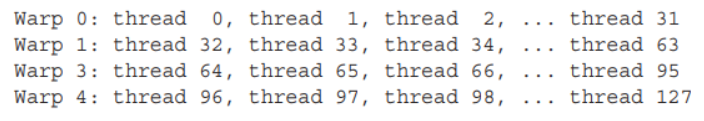 Warp 0: thread  0, thread  1, thread  2, ... thread 31
Warp 1: thread 32, thread 33, thread 34, ... thread 63
Warp 3: thread 64, thread 65, thread 66, ... thread 95
Warp 4: thread 96, thread 97, thread 98, ... thread 127